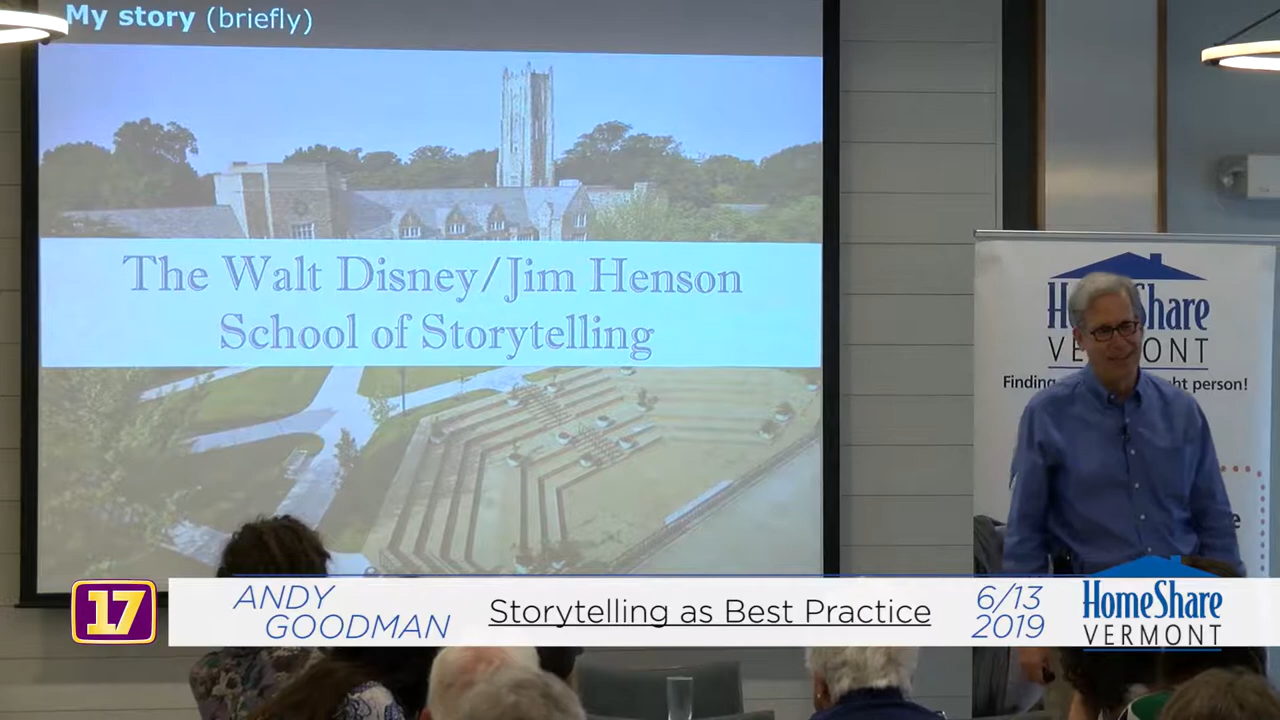 My story (briefly)
The Walt Disney/Jim Henson
School of Storytelling
HomeShare
VERMONT
Finding
ht person!
e
17
ANDY
GOODMAN
Storytelling as Best Practice
6/13
2019
HomeShare
VERMONT